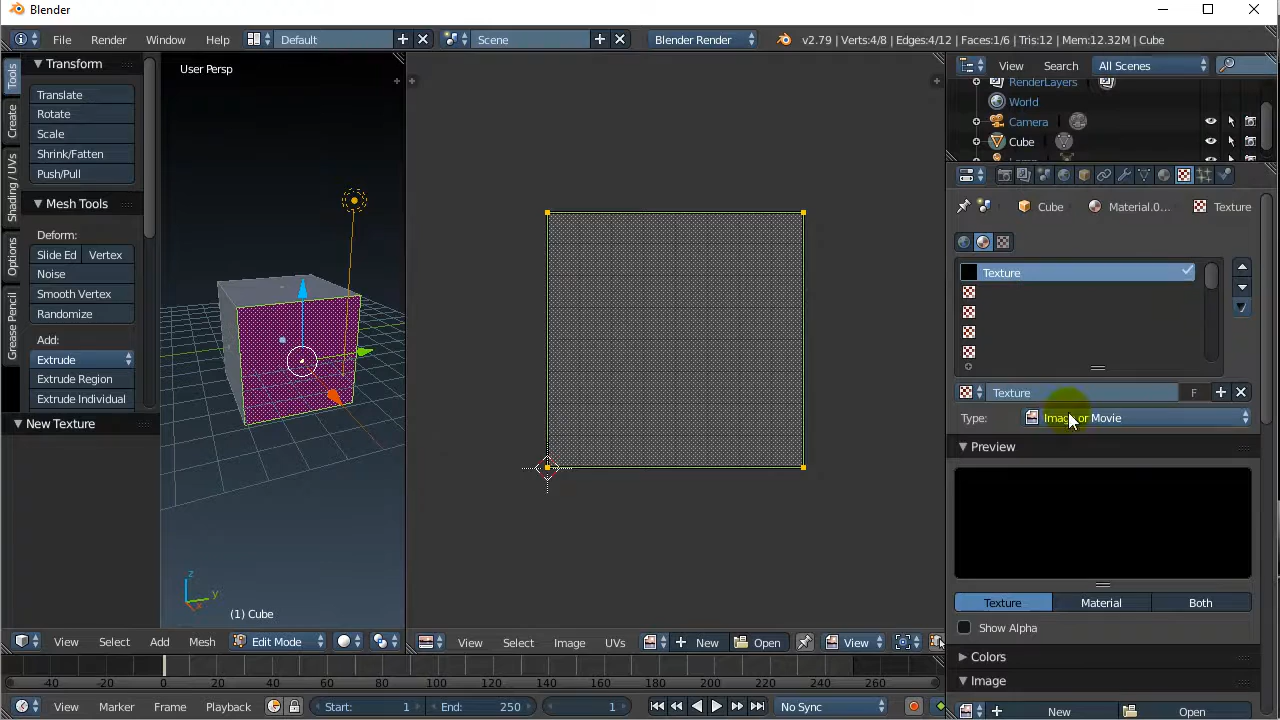 Blender
File Render Window Help Default Scene Blender Render v2.79 | Verts:4/8 | Edges:4/12 | Faces:1/6 | Tris:12 | Mem:12.32M | Cube
Tools
Create
Shading / UVs
Options
Grease Pencil
Transform
Translate
Rotate
Scale
Shrink/Fatten
Push/Pull
Mesh Tools
Deform:
Slide Ed Vertex
Noise
Smooth Vertex
Randomize
Add:
Extrude
Extrude Region
Extrude Individual
New Texture
User Persp
z
y
x
(1) Cube
View Select Add Mesh Edit Mode
View Select Image UVs New Open View
View Search All Scenes
RenderLayers
World
Camera
Cube
Cube Material.0... Texture
Texture
Texture F
Type: Image or Movie
Preview
Texture Material Both
Show Alpha
Colors
Image
New Open
-40 -20 0 20 40 60 80 100 120 140 160 180 200 220 240 260
View Marker Frame Playback Start: 1 End: 250 1 No Sync